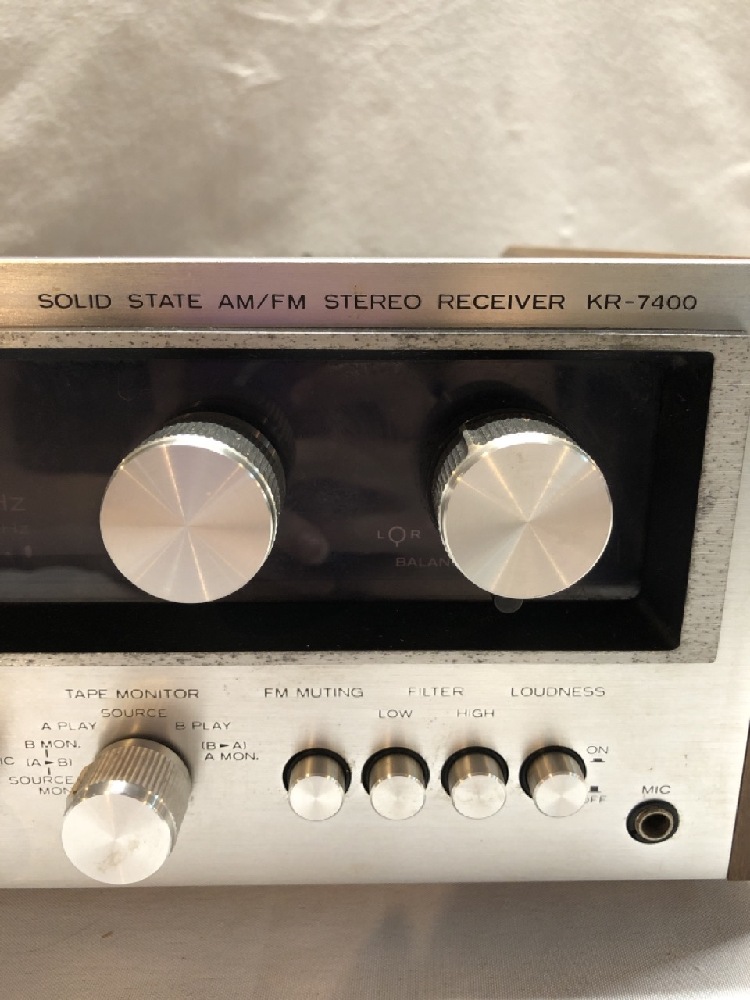 SOLID STATE AM/FM STEREO RECEIVER KR-7400
L R
TAPE MONITOR
SOURCE
A PLAY B PLAY
B MON. (B►A)
(A►B) A MON.
SOURCE
MON.
FM MUTING FILTER LOUDNESS
LOW HIGH
ON
OFF
MIC